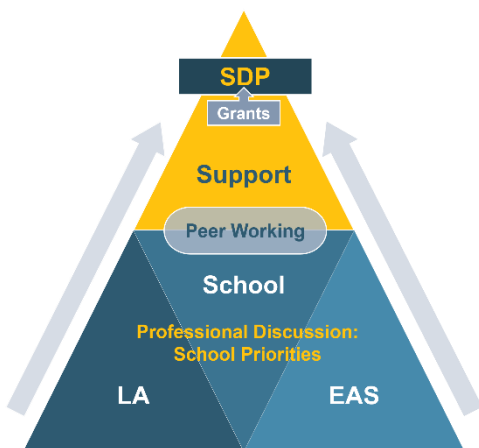 SDP
Grants
Support
Peer Working
School
Professional Discussion:
School Priorities
LA
EAS